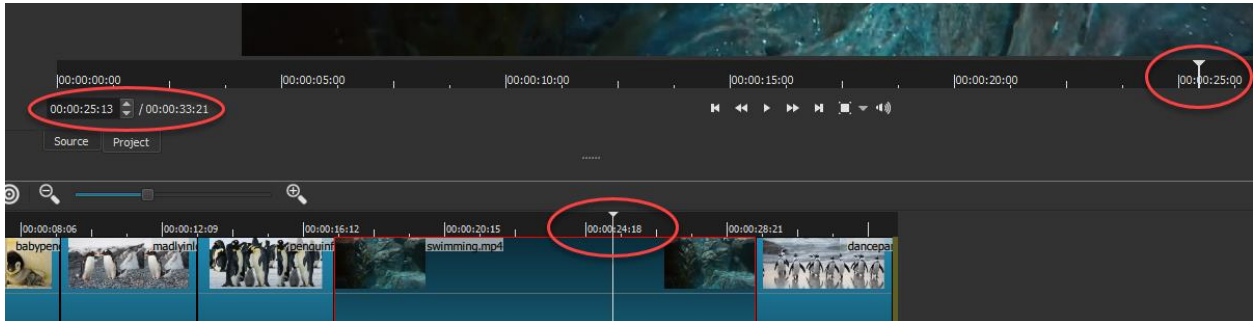 00:00:00:00 00:00:05:00 00:00:10:00 00:00:15:00 00:00:20:00 00:00:25:00
00:00:25:13 / 00:00:33:21
Source Project
00:00:08:06 00:00:12:09 00:00:16:12 00:00:20:15 00:00:24:18 00:00:28:21
babypen madlyinl penguinf swimming.mp4 dancepar